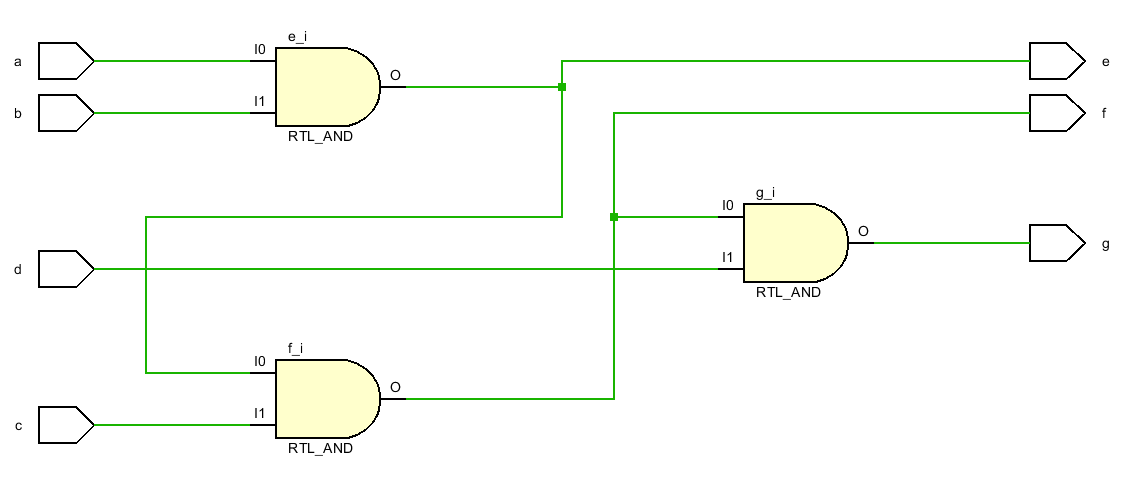 e_i
a
I0
O
e
b
I1
f
RTL_AND
g_i
I0
O
g
d
I1
RTL_AND
f_i
I0
O
c
I1
RTL_AND